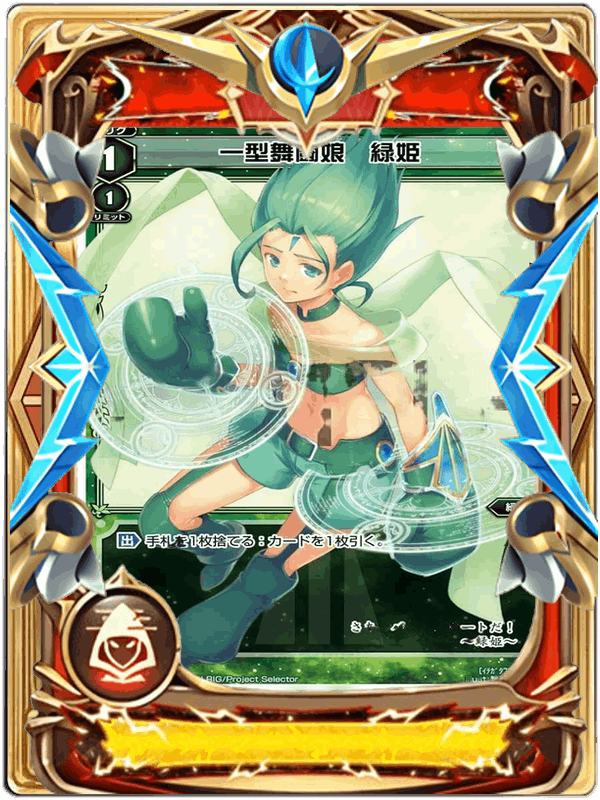 1
一型舞闘娘 緑姫
1
リミット
出 手札を1枚捨てる：カードを1枚引く。
ートだ！
～緑姫～
RIG/Project Selector